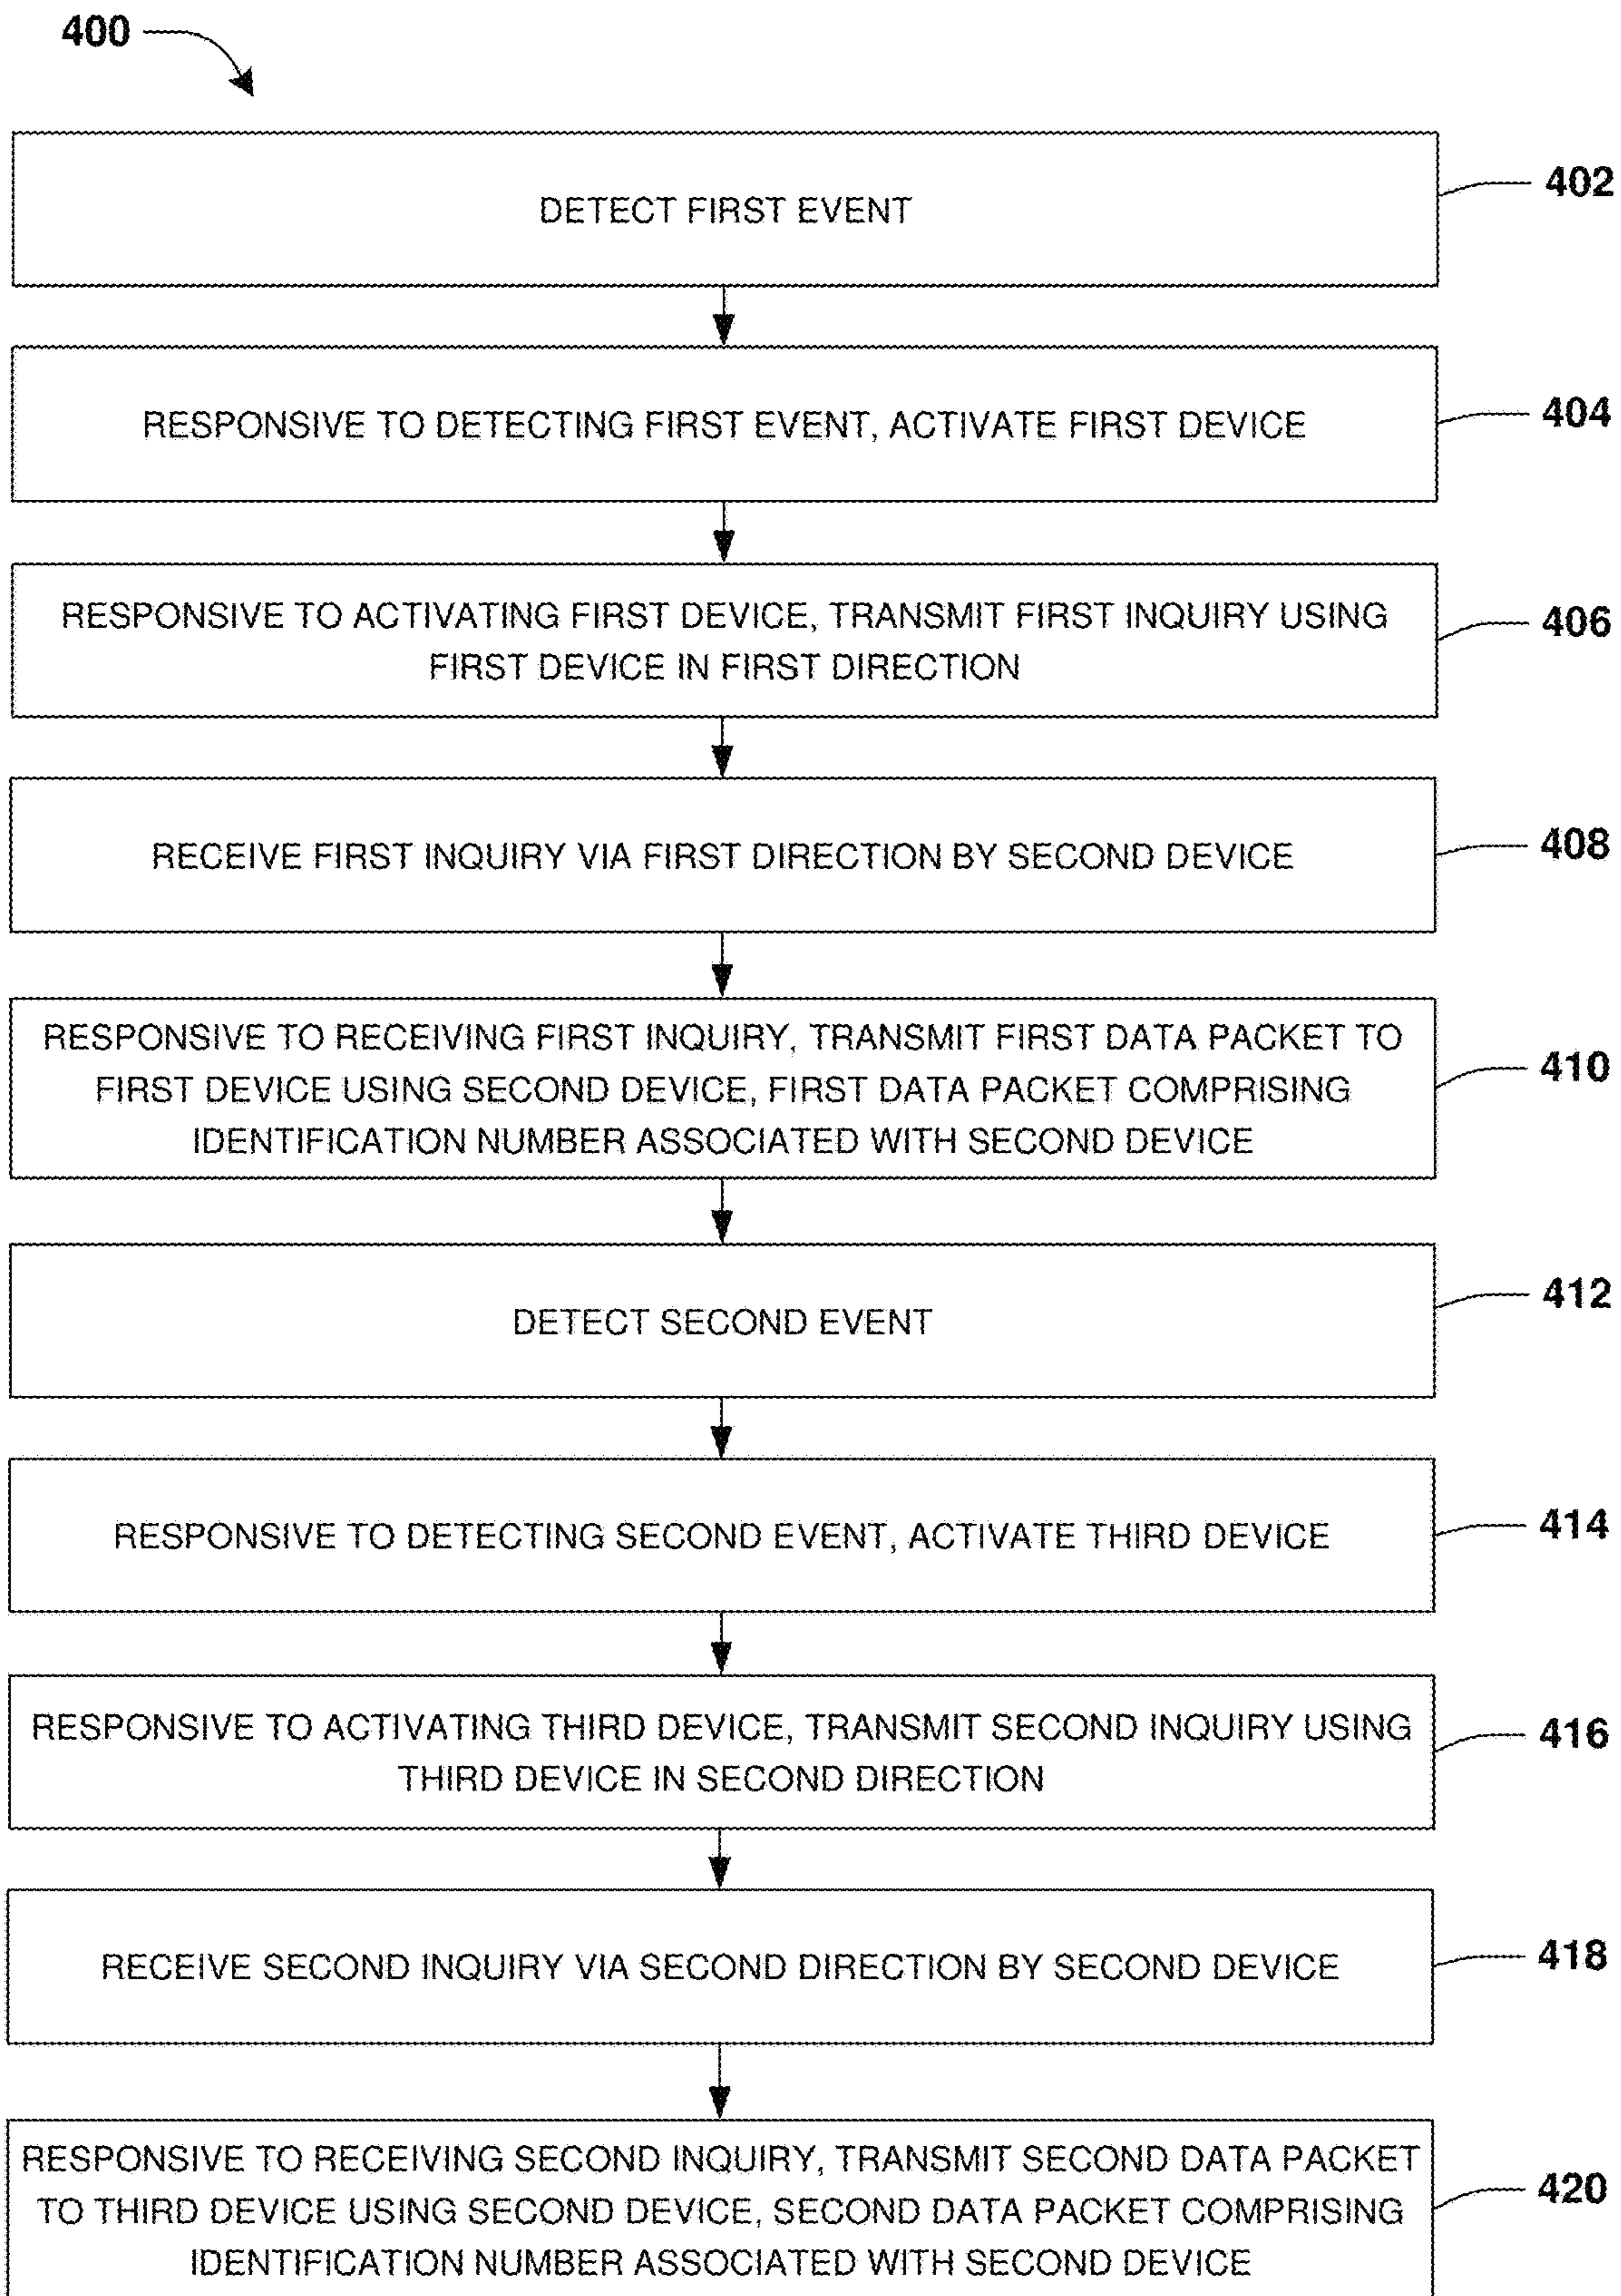 400
DETECT FIRST EVENT
402
RESPONSIVE TO DETECTING FIRST EVENT, ACTIVATE FIRST DEVICE
404
RESPONSIVE TO ACTIVATING FIRST DEVICE, TRANSMIT FIRST INQUIRY USING
FIRST DEVICE IN FIRST DIRECTION
406
RECEIVE FIRST INQUIRY VIA FIRST DIRECTION BY SECOND DEVICE
408
RESPONSIVE TO RECEIVING FIRST INQUIRY, TRANSMIT FIRST DATA PACKET TO
FIRST DEVICE USING SECOND DEVICE, FIRST DATA PACKET COMPRISING
IDENTIFICATION NUMBER ASSOCIATED WITH SECOND DEVICE
410
DETECT SECOND EVENT
412
RESPONSIVE TO DETECTING SECOND EVENT, ACTIVATE THIRD DEVICE
414
RESPONSIVE TO ACTIVATING THIRD DEVICE, TRANSMIT SECOND INQUIRY USING
THIRD DEVICE IN SECOND DIRECTION
416
RECEIVE SECOND INQUIRY VIA SECOND DIRECTION BY SECOND DEVICE
418
RESPONSIVE TO RECEIVING SECOND INQUIRY, TRANSMIT SECOND DATA PACKET
TO THIRD DEVICE USING SECOND DEVICE, SECOND DATA PACKET COMPRISING
IDENTIFICATION NUMBER ASSOCIATED WITH SECOND DEVICE
420